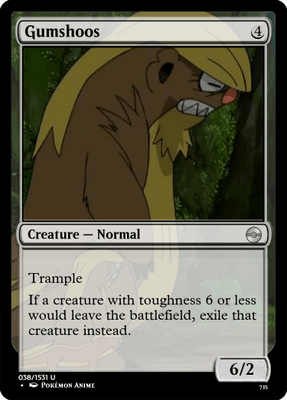 Gumshoos 4
Creature — Normal
Trample
If a creature with toughness 6 or less
would leave the battlefield, exile that
creature instead.
6/2
038/1531 U
• Pokémon Anime
715